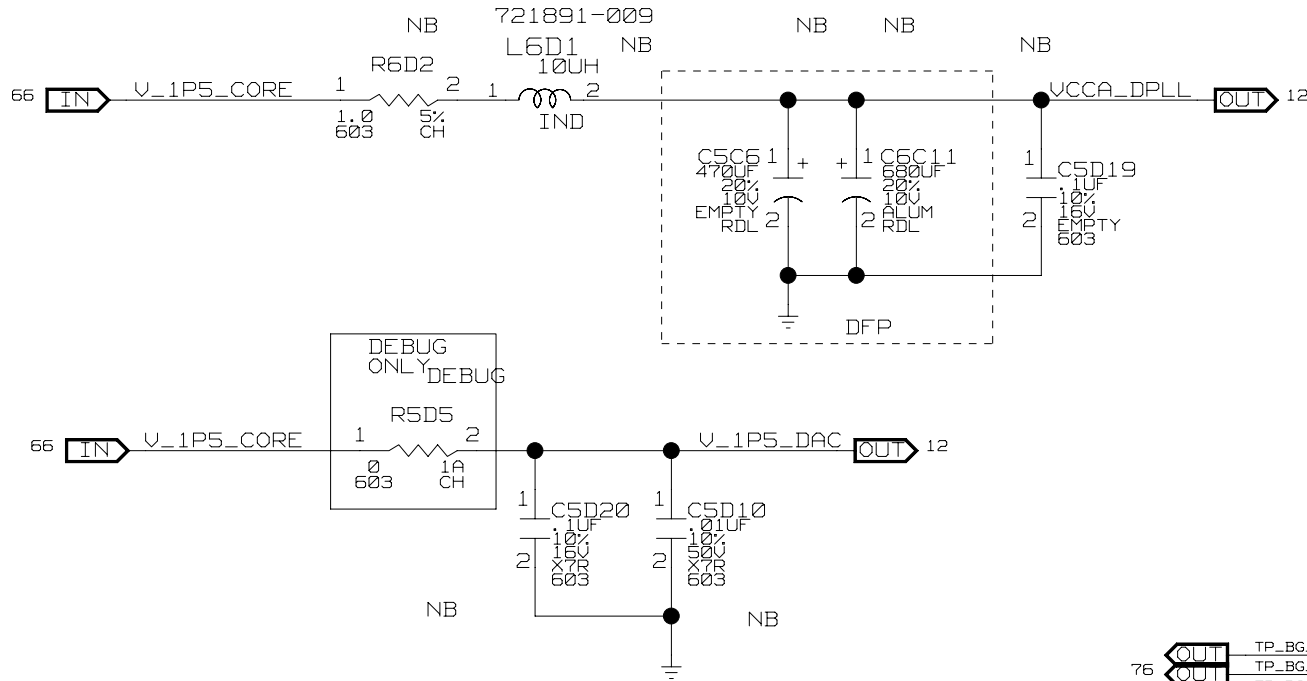 721891-009
NB
NB
NB
NB
NB
L6D1
10UH
R6D2
66 IN V_1P5_CORE 1 2 1 2 VCCA_DPLL OUT 12
1.0
603
5%
CH
IND
C5C6 1 +
470UF
20%
10V
EMPTY 2
RDL
+ 1 C6C11
680UF
20%
10V
2 ALUM
RDL
1 C5D19
.1UF
10%
16V
2 EMPTY
603
DFP
DEBUG
ONLY
DEBUG
R5D5
66 IN V_1P5_CORE 1 2 V_1P5_DAC OUT 12
0
603
1A
CH
1 C5D20
.1UF
10%
16V
2 X7R
603
1 C5D10
.01UF
10%
50V
2 X7R
603
NB
NB
OUT TP_BG
76 OUT TP_BG